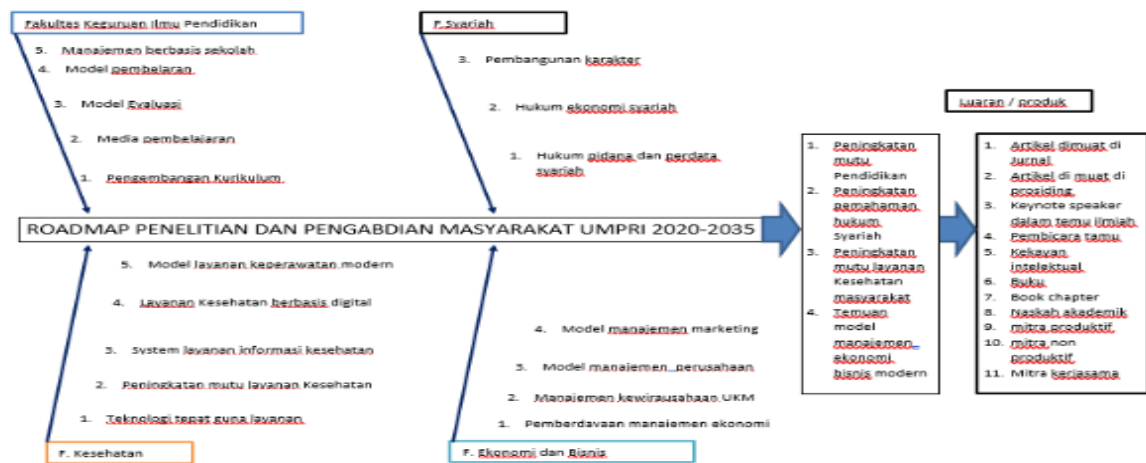 Fakultas Keguruan Ilmu Pendidikan
5. Manajemen berbasis sekolah
4. Model pembelaran
3. Model Evaluasi
2. Media pembelajaran
1. Pengembangan Kurikulum
F.Syariah
3. Pembangunan karakter
2. Hukum ekonomi syariah
1. Hukum pidana dan perdata
syariah
ROADMAP PENELITIAN DAN PENGABDIAN MASYARAKAT UMPRI 2020-2035
5. Model layanan keperawatan modern
4. Layanan Kesehatan berbasis digital
3. System layanan informasi kesehatan
2. Peningkatan mutu layanan Kesehatan
1. Teknologi tepat guna layanan
F. Kesehatan
4. Model manajemen marketing
3. Model manajemen perusahaan
2. Manajemen kewirausahaan UKM
1. Pemberdayaan manajemen ekonomi
F. Ekonomi dan Bisnis
1. Peningkatan
mutu
Pendidikan
2. Peningkatan
pemahaman
hukum
Syariah
3. Peningkatan
mutu layanan
Kesehatan
masyarakat
4. Temuan
model
manajemen
ekonomi
bisnis modern
Luaran / produk
1. Artikel dimuat di
Jurnal
2. Artikel di muat di
prosiding
3. Keynote speaker
dalam temu ilmiah
4. Pembicara tamu
5. Kekayan
intelektual
6. Buku
7. Book chapter
8. Naskah akademik
9. mitra produktif
10. mitra non
produktif
11. Mitra kerjasama